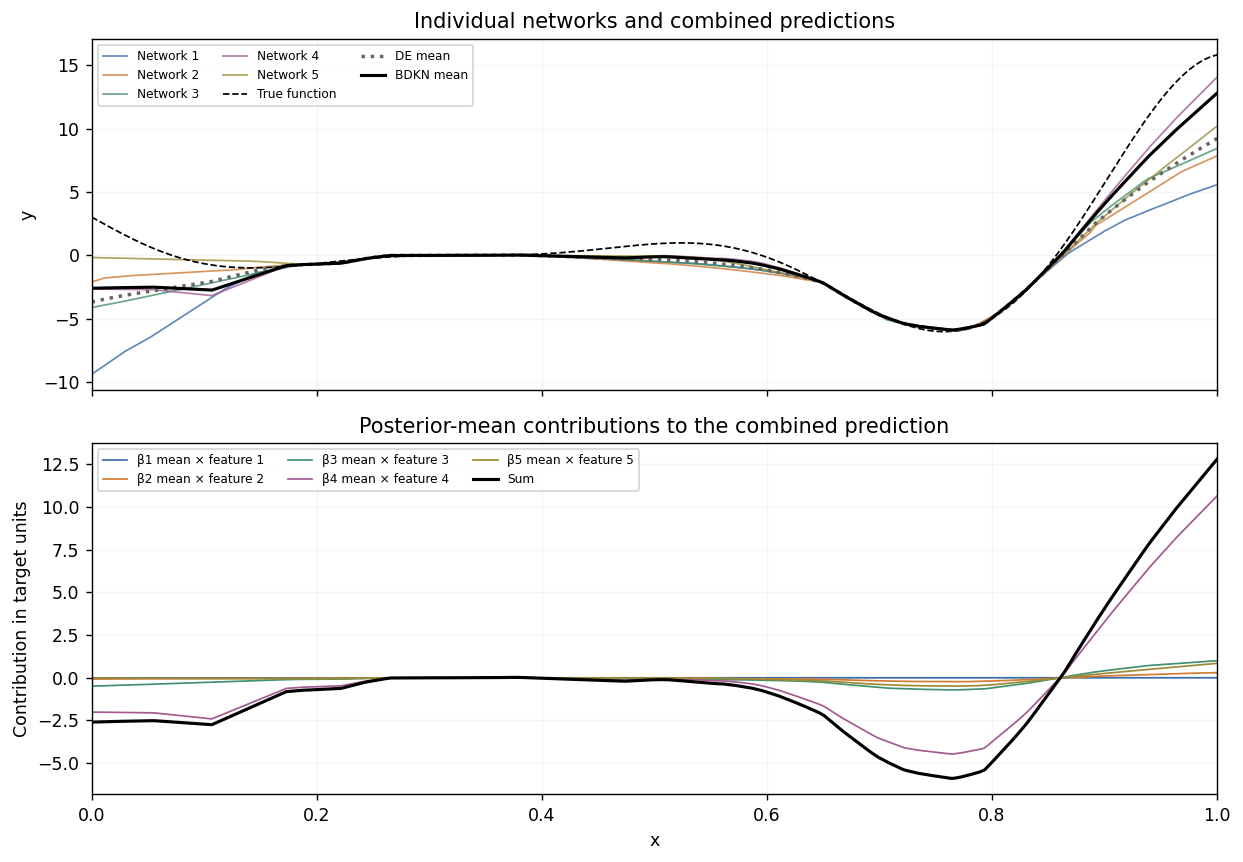 Individual networks and combined predictions
Network 1
Network 2
Network 3
Network 4
Network 5
True function
DE mean
BDKN mean
15
10
5
0
−5
−10
y
Posterior-mean contributions to the combined prediction
β1 mean × feature 1
β2 mean × feature 2
β3 mean × feature 3
β4 mean × feature 4
β5 mean × feature 5
Sum
12.5
10.0
7.5
5.0
2.5
0.0
−2.5
−5.0
Contribution in target units
0.0 0.2 0.4 0.6 0.8 1.0
x